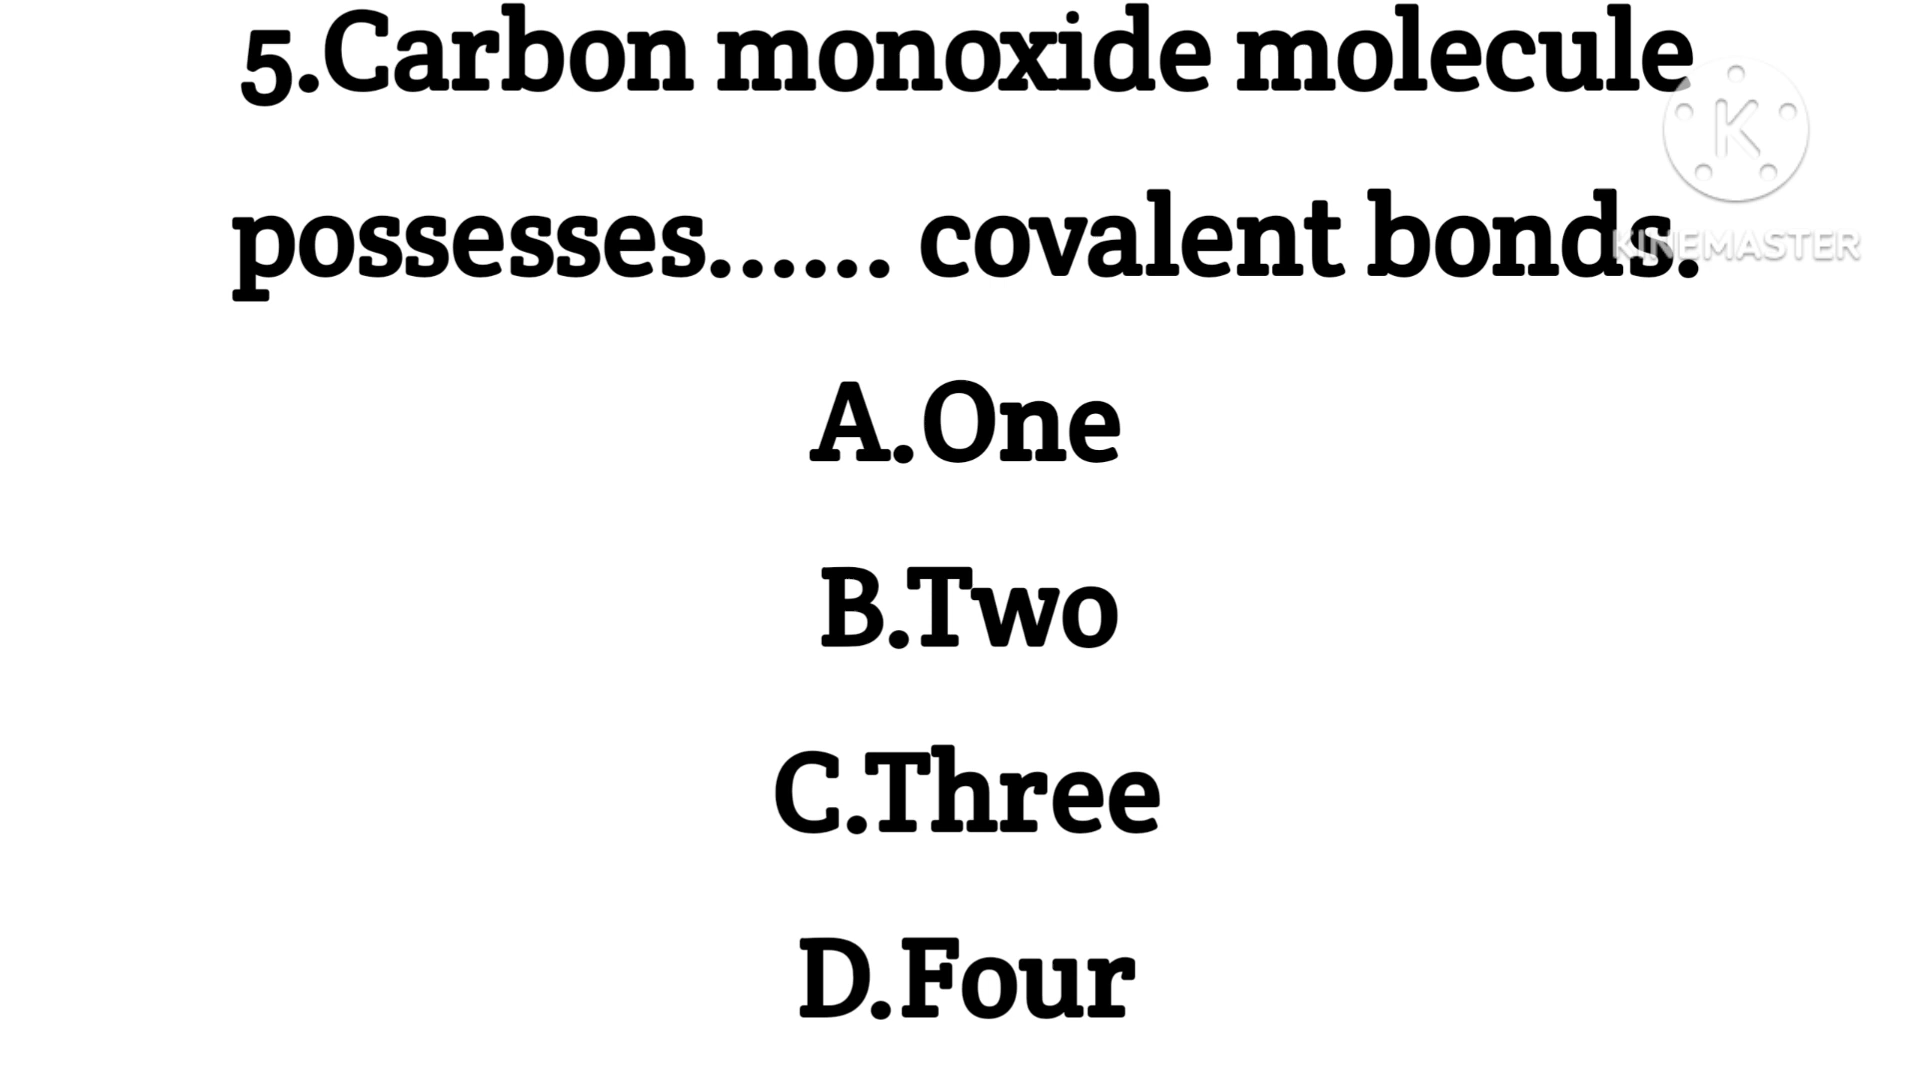 5.Carbon monoxide molecule
possesses...... covalent bonds.
A.One
B.Two
C.Three
D.Four
K
KINEMASTER